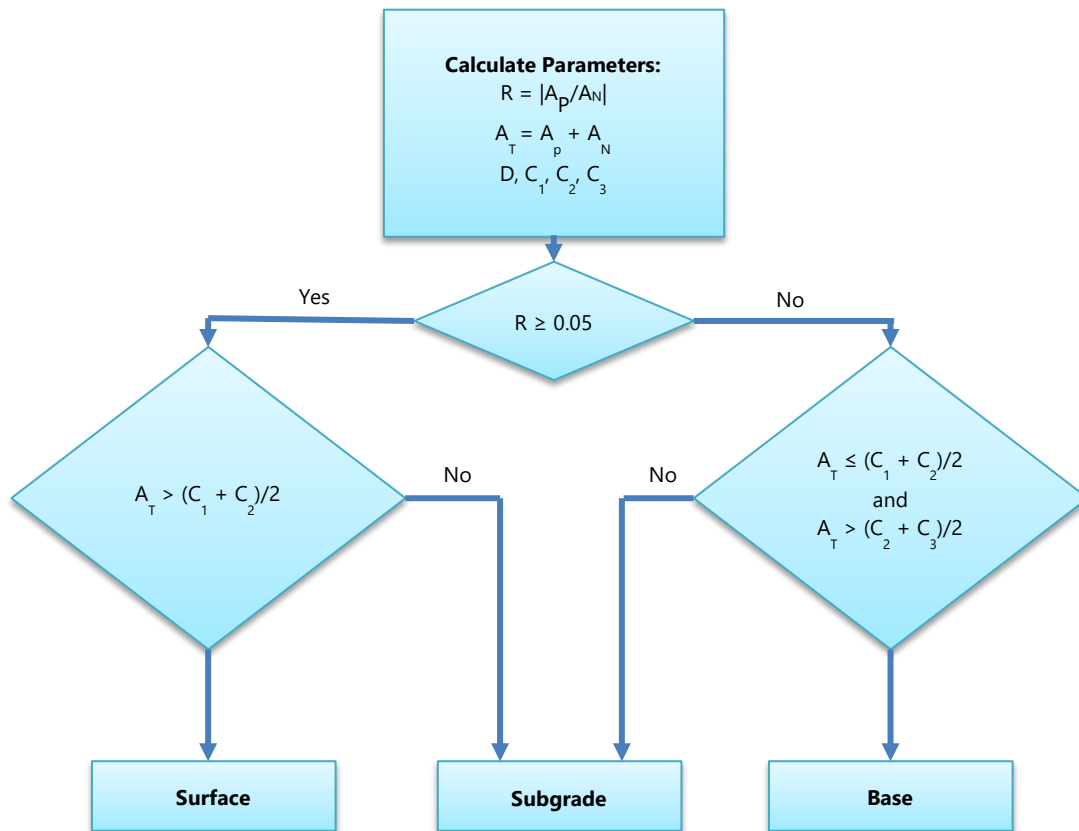 Calculate Parameters:
R = |AP/AN|
AT = Ap + AN
D, C1, C2, C3
Yes
No
R ≥ 0.05
AT > (C1 + C2)/2
No
No
AT ≤ (C1 + C2)/2
and
AT > (C2 + C3)/2
Surface
Subgrade
Base